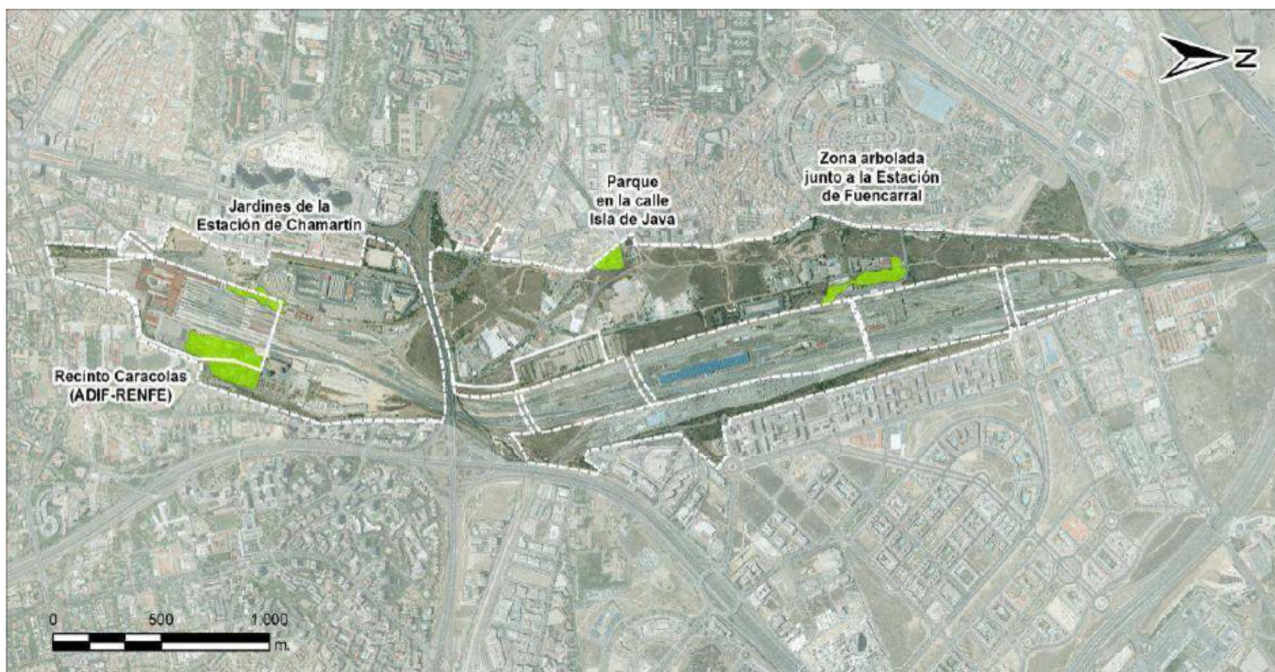 N
Zona arbolada
junto a la Estación
de Fuencarral
Parque
en la calle
Isla de Java
Jardines de la
Estación de Chamartín
Recinto Caracolas
(ADIF-RENFE)
0 500 1.000
m.